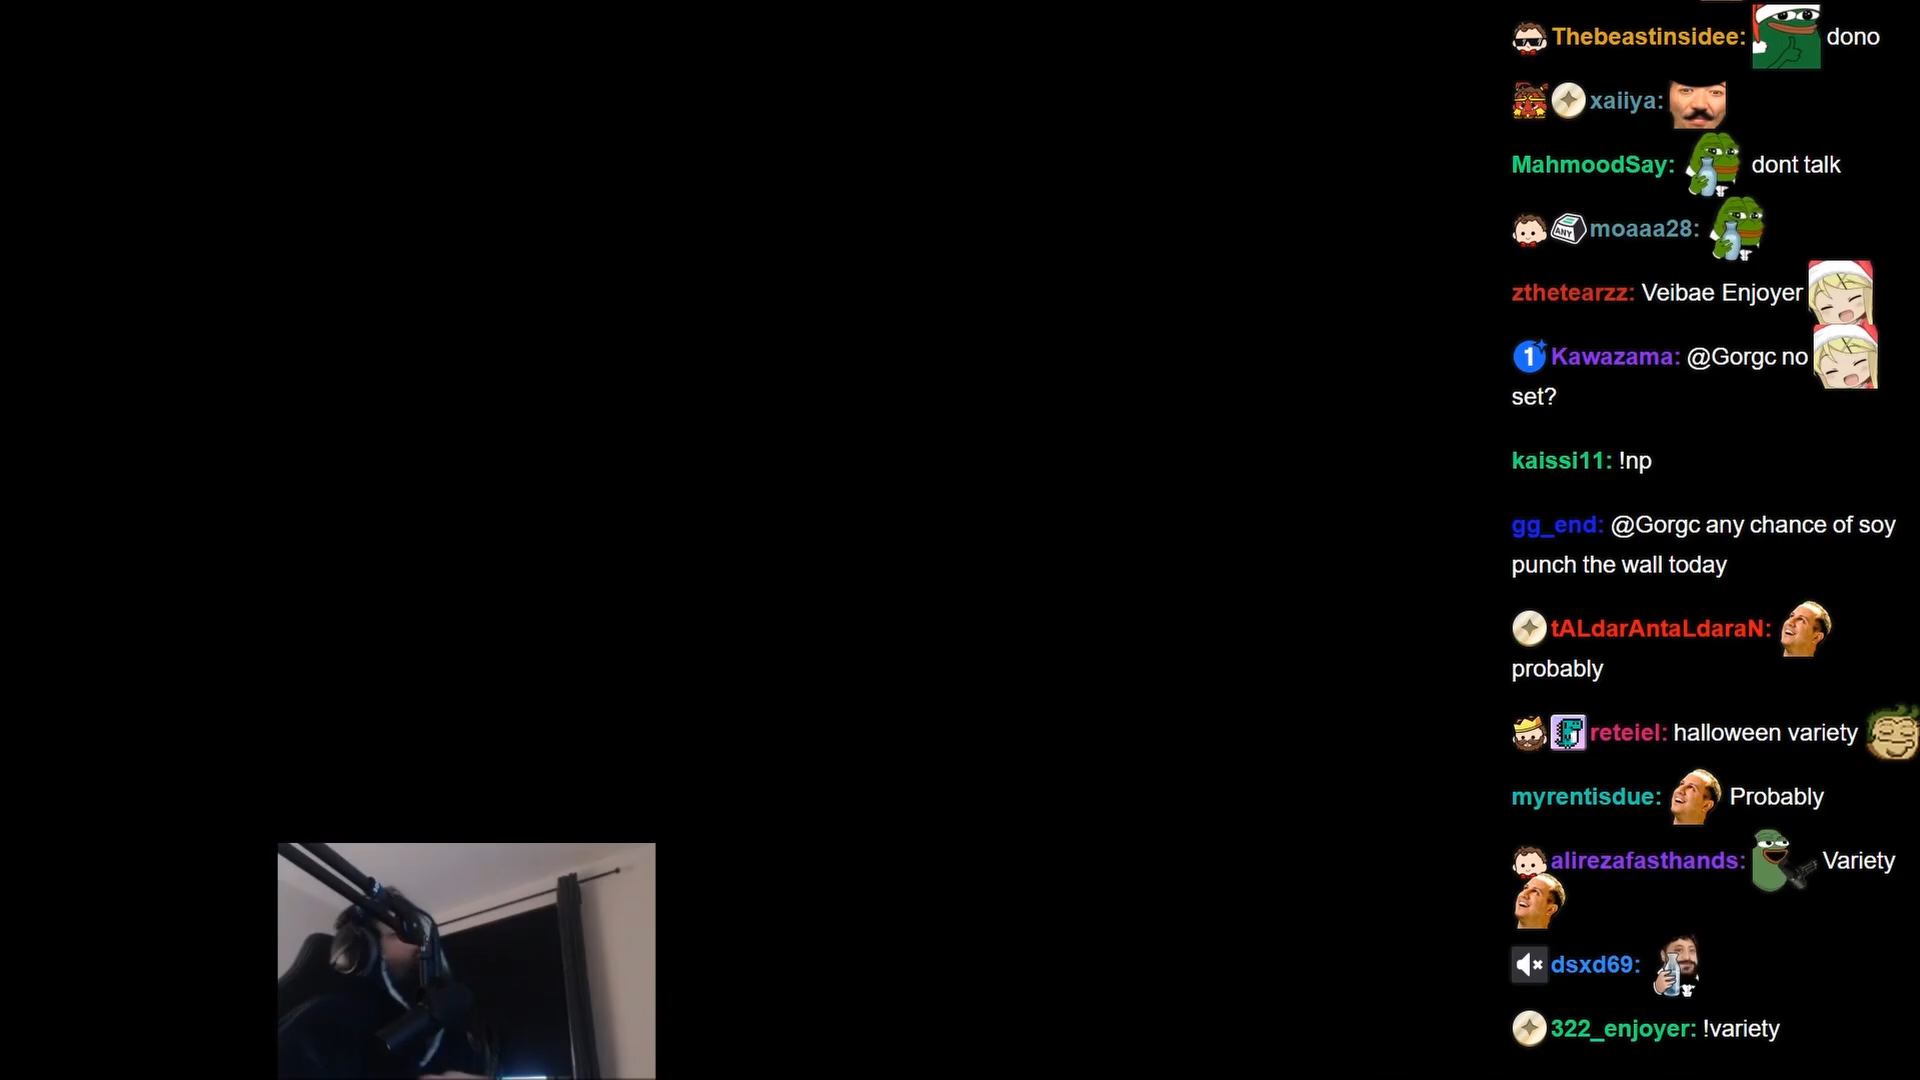 Thebeastinsidee: dono
xaiiya:
MahmoodSay: dont talk
ANY moaaa28:
zthetearzz: Veibae Enjoyer
1 Kawazama: @Gorgc no
set?
kaissi11: !np
gg_end: @Gorgc any chance of soy
punch the wall today
tALdarAntaLdaraN:
probably
reteiel: halloween variety
myrentisdue: Probably
alirezafasthands: Variety
dsxd69:
322_enjoyer: !variety